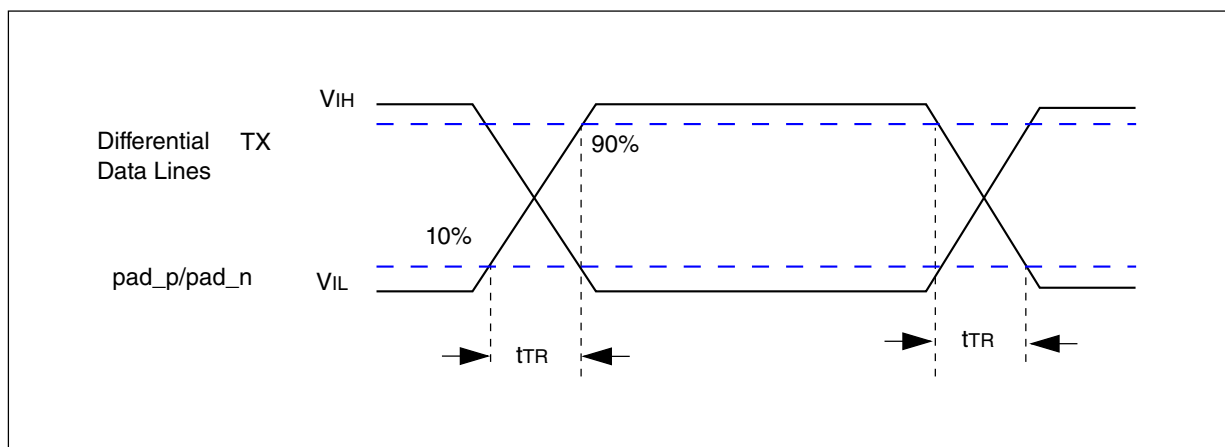 VIH
Differential TX
Data Lines
90%
10%
pad_p/pad_n
VIL
tTR
tTR